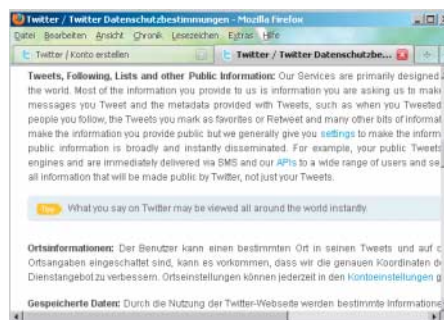 Twitter / Twitter Datenschutzbestimmungen - Mozilla Firefox
Datei Bearbeiten Ansicht Chronik Lesezeichen Extras Hilfe
Twitter / Konto erstellen Twitter / Twitter Datenschutzbe...
Tweets, Following, Lists and other Public Information: Our Services are primarily designed
the world. Most of the information you provide to us is information you are asking us to mak
messages you Tweet and the metadata provided with Tweets, such as when you Tweeted
people you follow, the Tweets you mark as favorites or Retweet and many other bits of informat
make the information you provide public but we generally give you settings to make the inform
public information is broadly and instantly disseminated. For example, your public Tweets
engines and are immediately delivered via SMS and our APIs to a wide range of users and se
all information that will be made public by Twitter, not just your Tweets.
What you say on Twitter may be viewed all around the world instantly.
Ortsinformationen: Der Benutzer kann einen bestimmten Ort in seinen Tweets und auf
Ortsangaben eingeschaltet sind, kann es vorkommen, dass wir die genauen Koordinaten d
Dienstangebot zu verbessern. Ortseinstellungen können jederzeit in den Kontoeinstellungen g
Gespeicherte Daten: Durch die Nutzung der Twitter-Webseite werden bestimmte Informatione